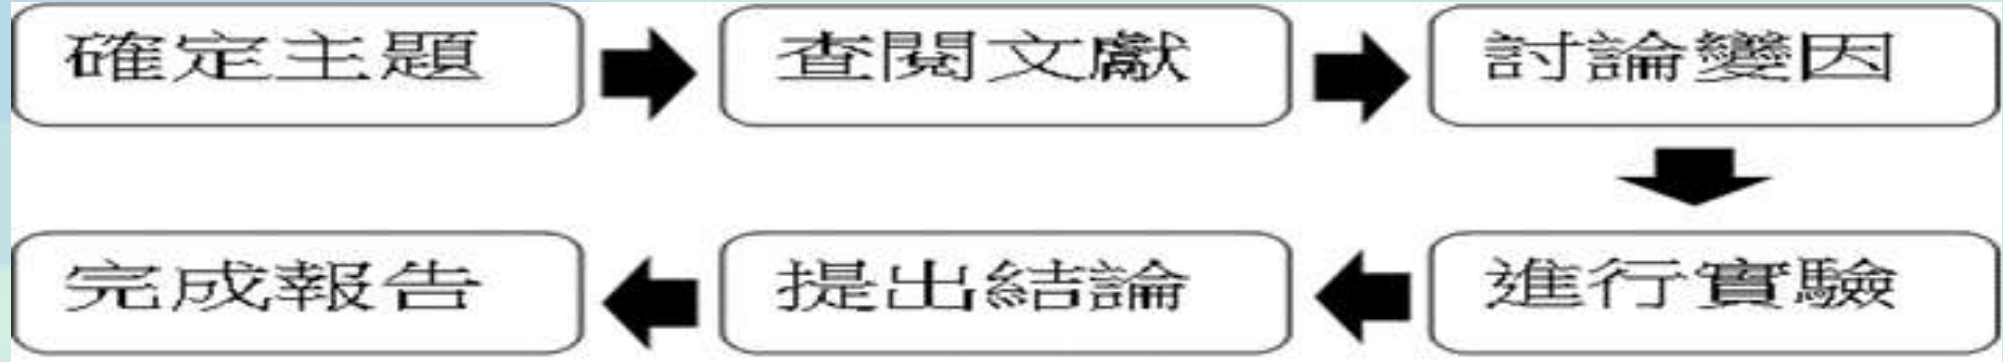 確定主題
查閱文獻
討論變因
進行實驗
提出結論
完成報告